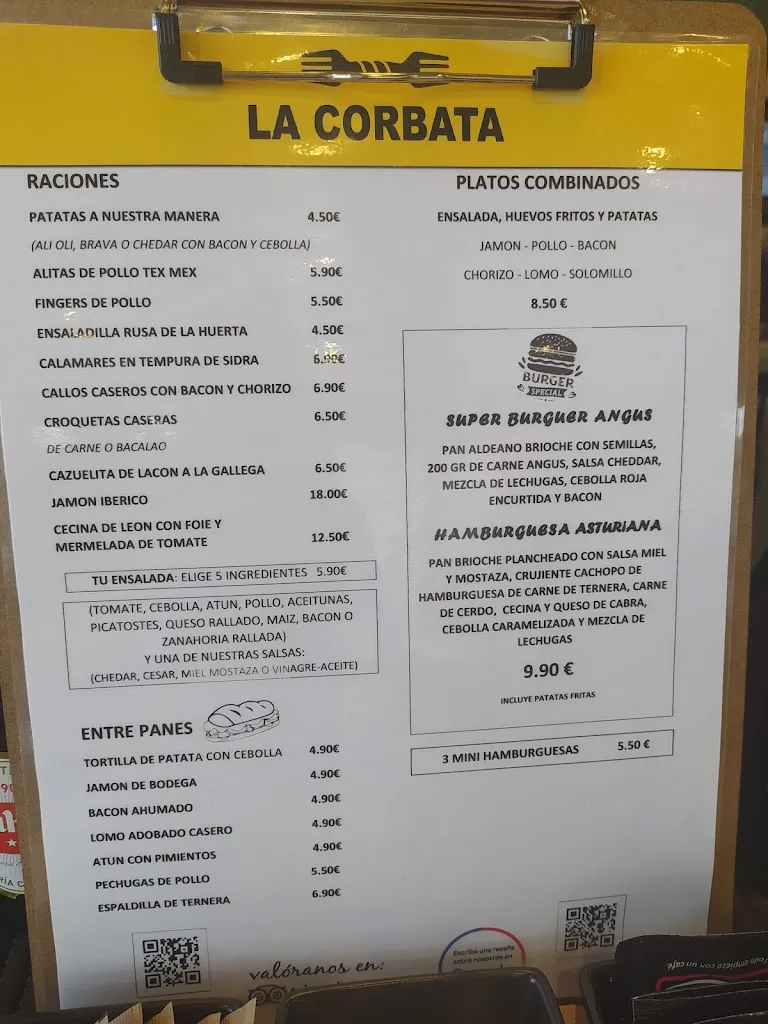 LA CORBATA
RACIONES
PATATAS A NUESTRA MANERA 4.50€
(ALI OLI, BRAVA O CHEDAR CON BACON Y CEBOLLA)
ALITAS DE POLLO TEX MEX 5.90€
FINGERS DE POLLO 5.50€
ENSALADILLA RUSA DE LA HUERTA 4.50€
CALAMARES EN TEMPURA DE SIDRA
CALLOS CASEROS CON BACON Y CHORIZO 6.90€
CROQUETAS CASERAS 6.50€
DE CARNE O BACALAO
CAZUELITA DE LACON A LA GALLEGA 6.50€
JAMON IBERICO 18.00€
CECINA DE LEON CON FOIE Y
MERMELADA DE TOMATE 12.50€
TU ENSALADA: ELIGE 5 INGREDIENTES 5.90€
(TOMATE, CEBOLLA, ATUN, POLLO, ACEITUNAS,
PICATOSTES, QUESO RALLADO, MAIZ, BACON O
ZANAHORIA RALLADA)
Y UNA DE NUESTRAS SALSAS:
(CHEDAR, CESAR, MIEL MOSTAZA O VINAGRE-ACEITE)
ENTRE PANES
TORTILLA DE PATATA CON CEBOLLA 4.90€
JAMON DE BODEGA 4.90€
BACON AHUMADO 4.90€
LOMO ADOBADO CASERO 4.90€
ATUN CON PIMIENTOS 4.90€
PECHUGAS DE POLLO 5.50€
ESPALDILLA DE TERNERA 6.90€
PLATOS COMBINADOS
ENSALADA, HUEVOS FRITOS Y PATATAS
JAMON - POLLO - BACON
CHORIZO - LOMO - SOLOMILLO
8.50 €
BURGER
SPECIAL
SUPER BURGUER ANGUS
PAN ALDEANO BRIOCHE CON SEMILLAS,
200 GR DE CARNE ANGUS, SALSA CHEDDAR,
MEZCLA DE LECHUGAS, CEBOLLA ROJA
ENCURTIDA Y BACON
HAMBURGUESA ASTURIANA
PAN BRIOCHE PLANCHEADO CON SALSA MIEL
Y MOSTAZA, CRUJIENTE CACHOPO DE
HAMBURGUESA DE CARNE DE TERNERA, CARNE
DE CERDO, CECINA Y QUESO DE CABRA,
CEBOLLA CARAMELIZADA Y MEZCLA DE
LECHUGAS
9.90 €
INCLUYE PATATAS FRITAS
3 MINI HAMBURGUESAS 5.50 €
valóranos en:
Escribe una reseña
sobre nosotros en
Todo empieza con un café.